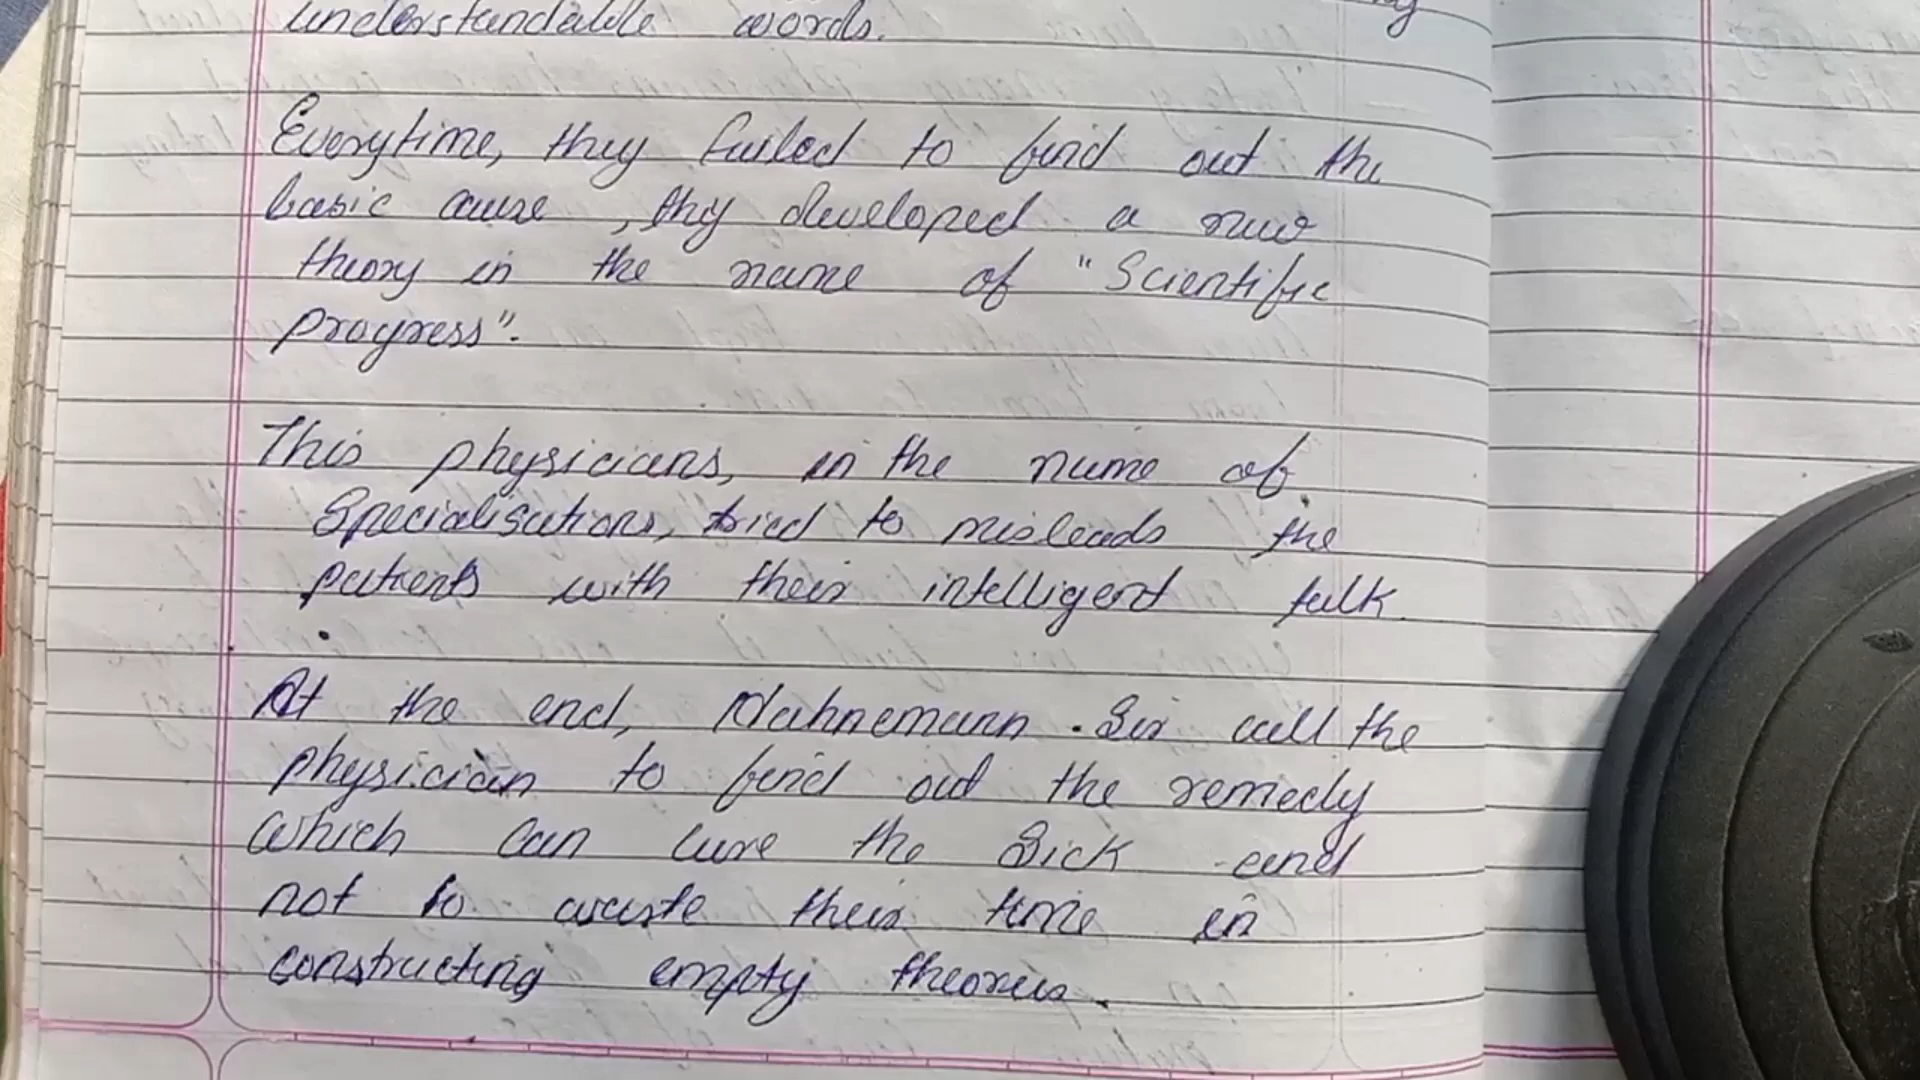 understandable words.
Everytime, they failed to find out the
basic cause, they developed a new
theory in the name of "Scientific
progress".
This physicians, in the name of
Specialisations, tried to misleads the
patients with their intelligent talk
At the end, Hahnemann. Sir call the
physician to find out the remedy
which can cure the Sick and
not to waste their time in
constructing empty theories.